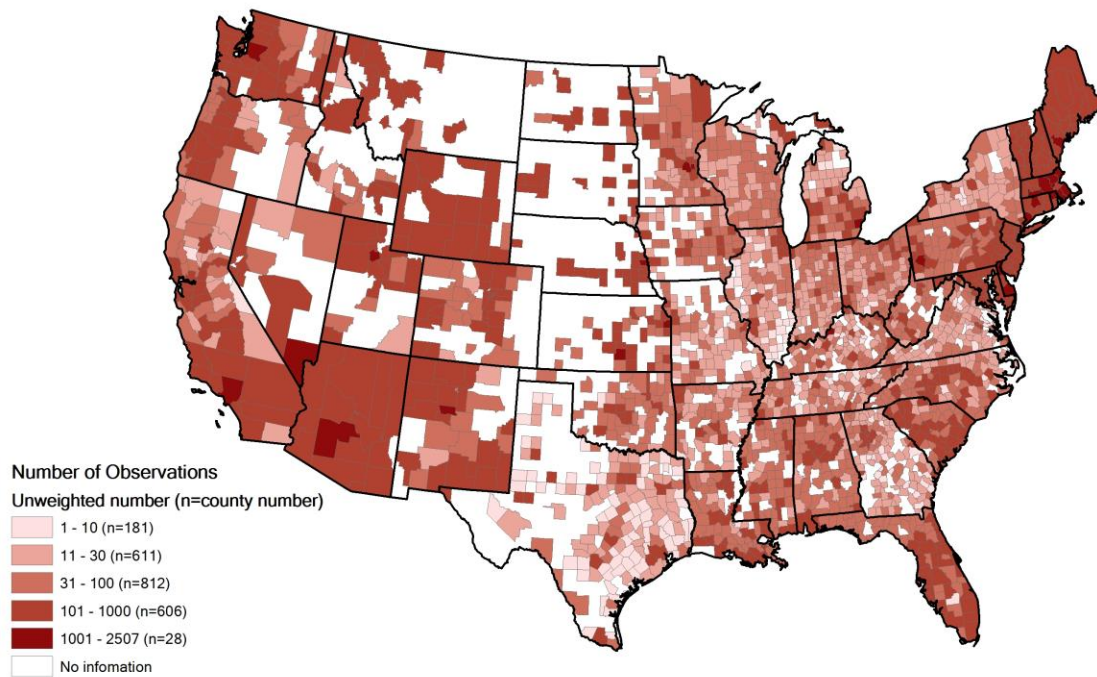 Number of Observations
Unweighted number (n=county number)
1 - 10 (n=181)
11 - 30 (n=611)
31 - 100 (n=812)
101 - 1000 (n=606)
1001 - 2507 (n=28)
No infomation